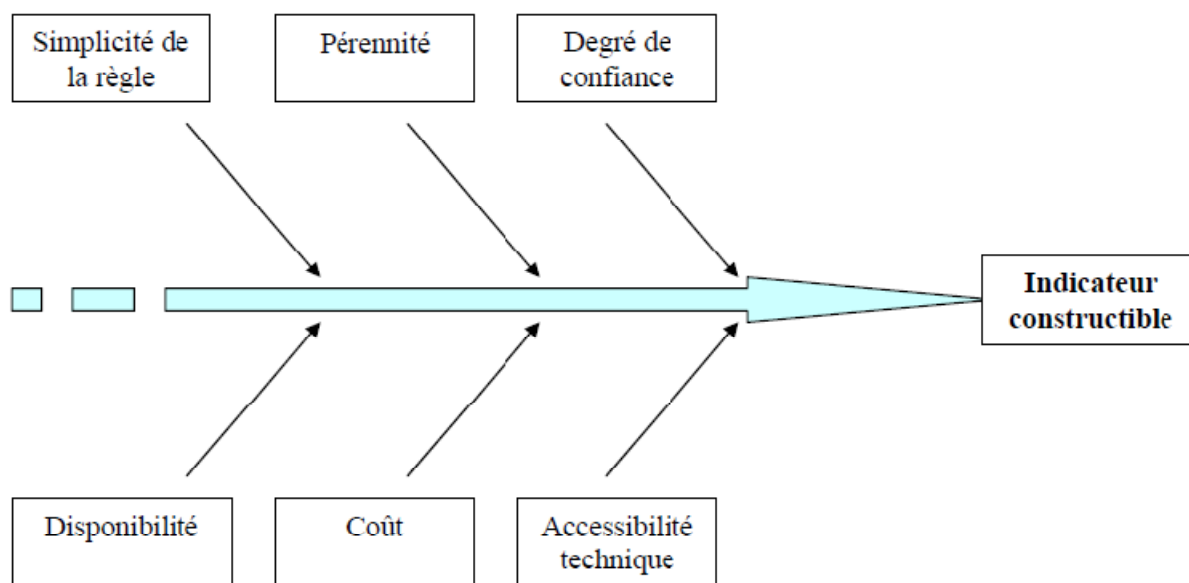 Simplicité de
la règle
Pérennité
Degré de
confiance
Indicateur
constructible
Disponibilité
Coût
Accessibilité
technique